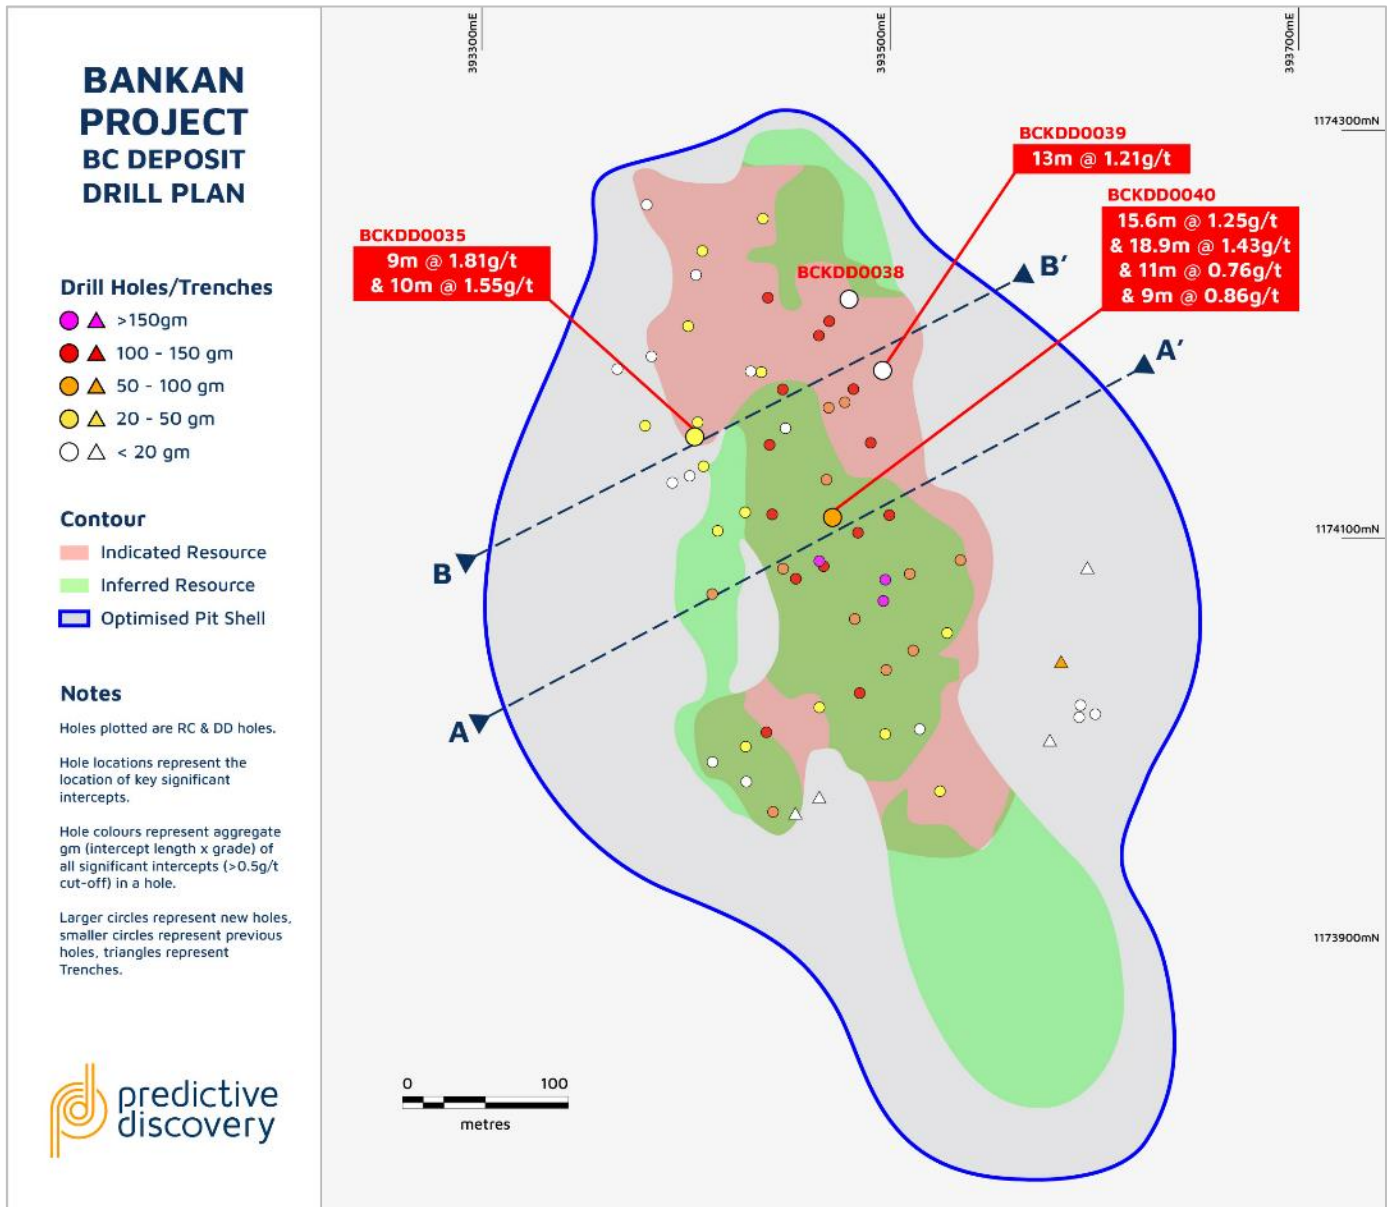 BANKAN
PROJECT
BC DEPOSIT
DRILL PLAN
Drill Holes/Trenches
>150gm
100 - 150 gm
50 - 100 gm
20 - 50 gm
< 20 gm
Contour
Indicated Resource
Inferred Resource
Optimised Pit Shell
Notes
Holes plotted are RC & DD holes.
Hole locations represent the
location of key significant
intercepts.
Hole colours represent aggregate
gm (intercept length x grade) of
all significant intercepts (>0.5g/t
cut-off) in a hole.
Larger circles represent new holes,
smaller circles represent previous
holes, triangles represent
Trenches.
predictive
discovery
393300mE
393500mE
393700mE
1174300mN
1174100mN
1173900mN
BCKDD0039
13m @ 1.21g/t
BCKDD0040
15.6m @ 1.25g/t
& 18.9m @ 1.43g/t
& 11m @ 0.76g/t
& 9m @ 0.86g/t
BCKDD0035
9m @ 1.81g/t
& 10m @ 1.55g/t
BCKDD0038
B'
A'
B
A
0 100
metres